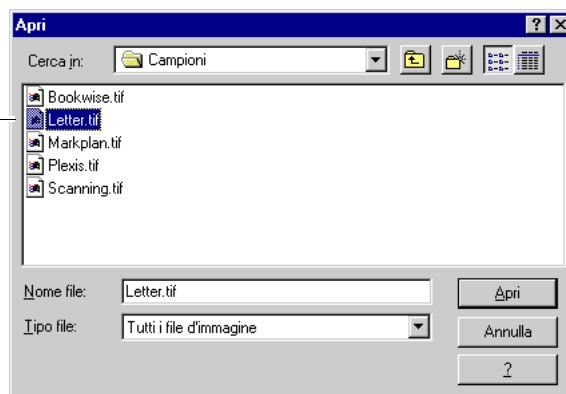 Apri
Cerca in: Campioni
Bookwise.tif
Letter.tif
Markplan.tif
Plexis.tif
Scanning.tif
Nome file: Letter.tif Apri
Tipo file: Tutti i file d'immagine Annulla
?